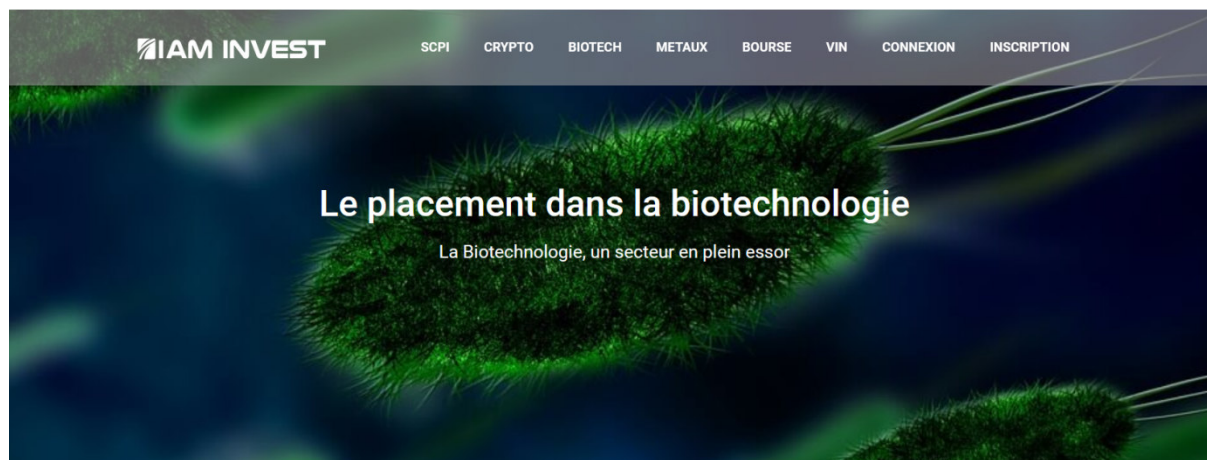 IAM INVEST SCPI CRYPTO BIOTECH METAUX BOURSE VIN CONNEXION INSCRIPTION
Le placement dans la biotechnologie
La Biotechnologie, un secteur en plein essor